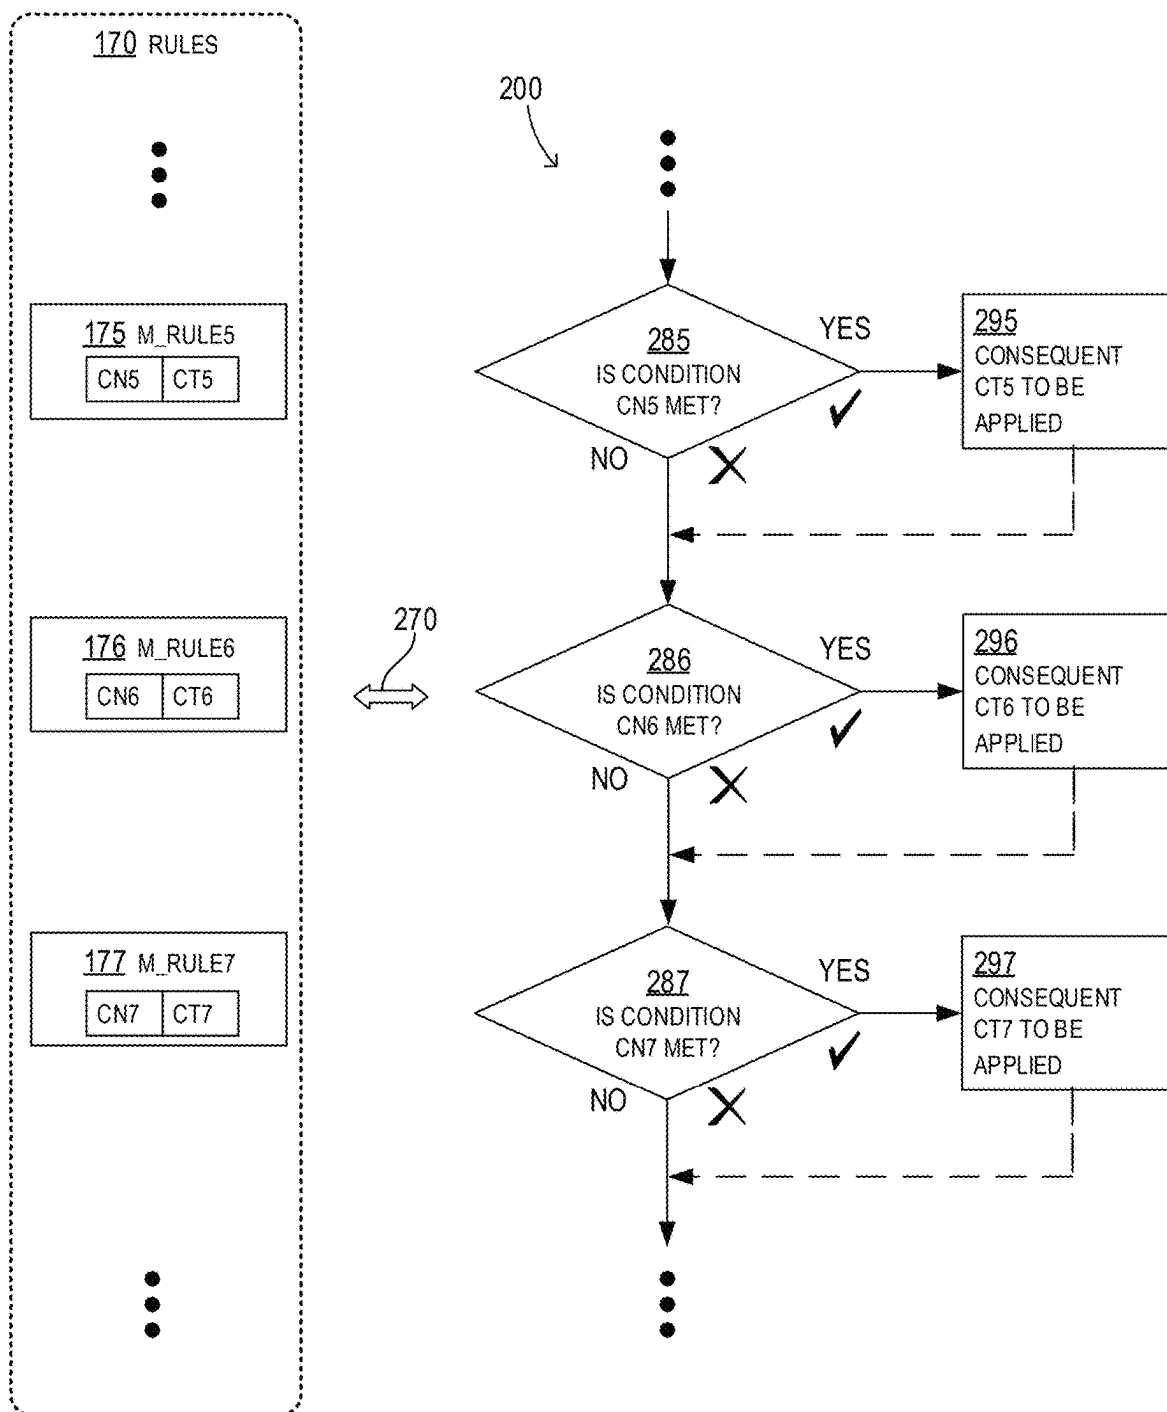 170 RULES
200
175 M_RULE5
CN5 CT5
285
IS CONDITION
CN5 MET?
YES
NO
295
CONSEQUENT
CT5 TO BE
APPLIED
270
176 M_RULE6
CN6 CT6
286
IS CONDITION
CN6 MET?
YES
NO
296
CONSEQUENT
CT6 TO BE
APPLIED
177 M_RULE7
CN7 CT7
287
IS CONDITION
CN7 MET?
YES
NO
297
CONSEQUENT
CT7 TO BE
APPLIED